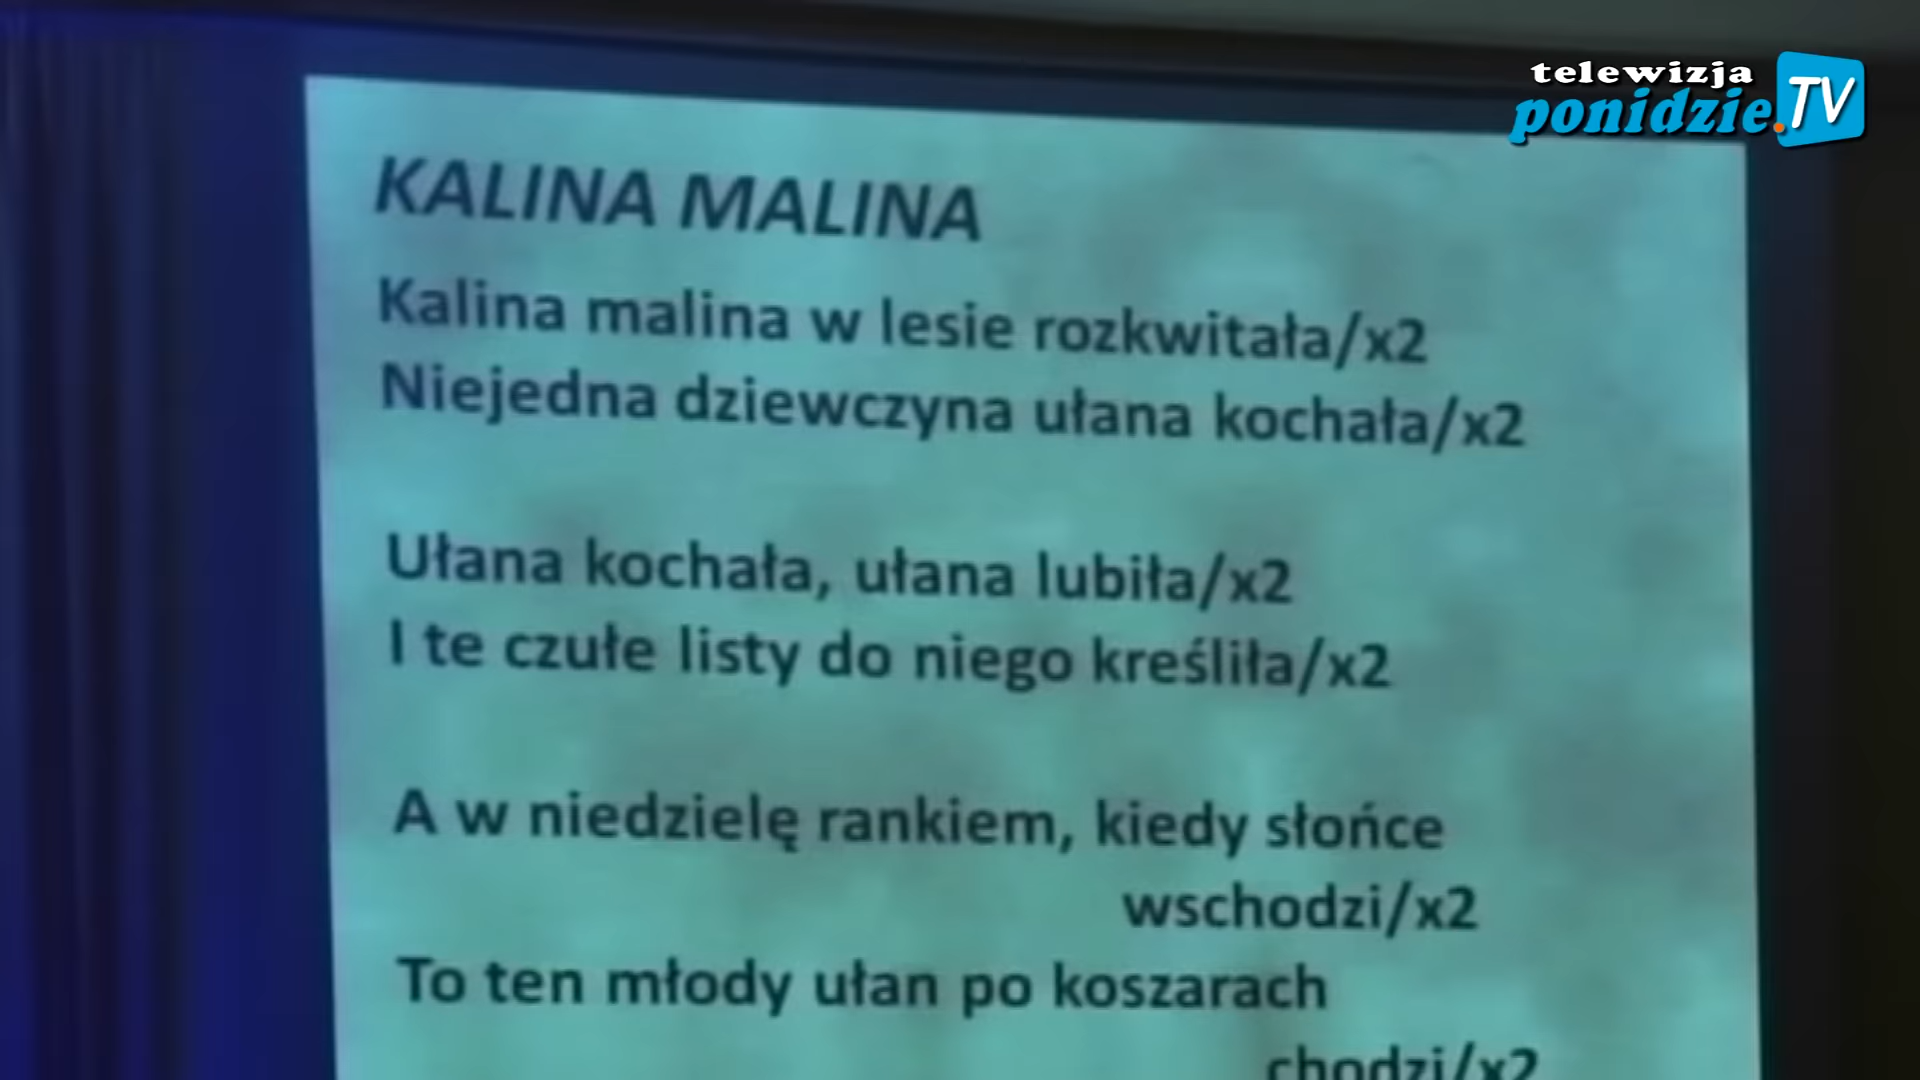 telewizja
ponidzie.TV
KALINA MALINA
Kalina malina w lesie rozkwitała/x2
Niejedna dziewczyna ułana kochała/x2
Ułana kochała, ułana lubiła/x2
I te czułe listy do niego kreśliła/x2
A w niedzielę rankiem, kiedy słońce
wschodzi/x2
To ten młody ułan po koszarach
chodzi/x2